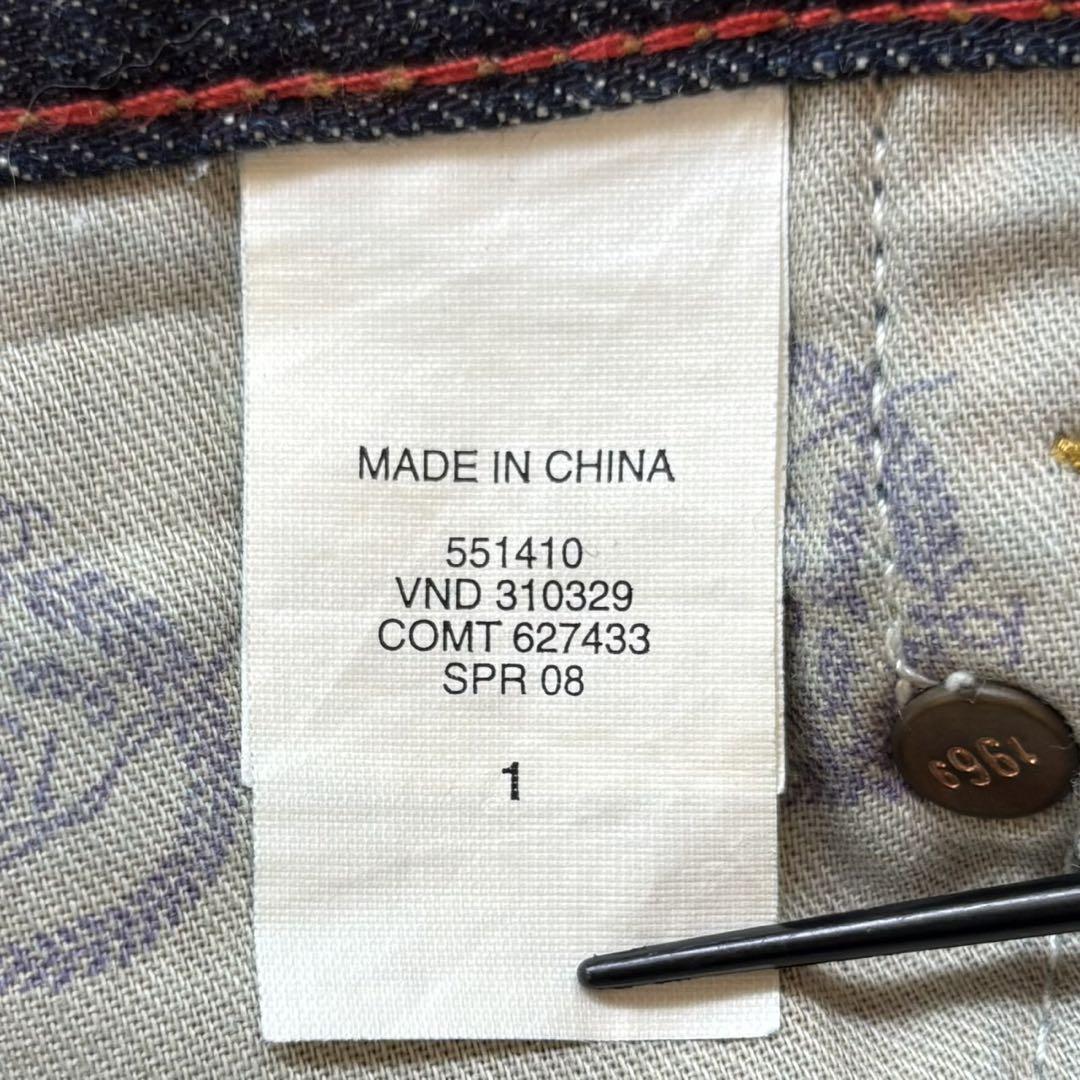 MADE IN CHINA
551410
VND 310329
COMT 627433
SPR 08
1
1969